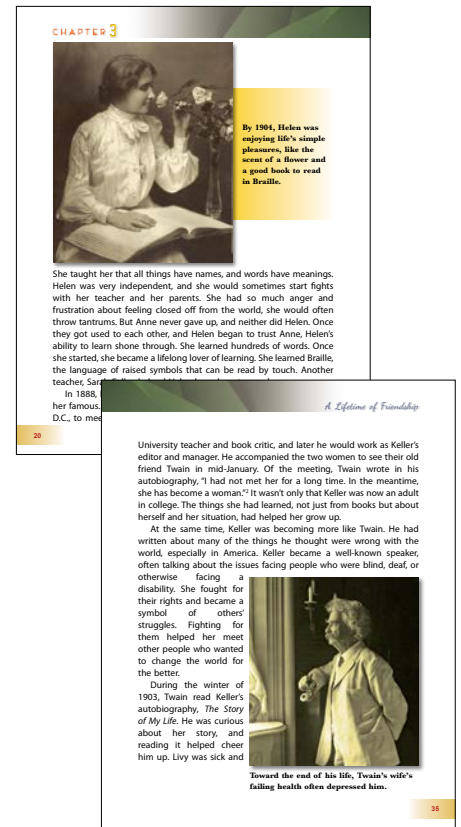 CHAPTER 3
By 1904, Helen was
enjoying life's simple
pleasures, like the
scent of a flower and
a good book to read
in Braille.
She taught her that all things have names, and words have meanings.
Helen was very independent, and she would sometimes start fights
with her teacher and her parents. She had so much anger and
frustration about feeling closed off from the world, she would often
throw tantrums. But Anne never gave up, and neither did Helen. Once
they got used to each other, and Helen began to trust Anne, Helen's
ability to learn shone through. She learned hundreds of words. Once
she started, she became a lifelong lover of learning. She learned Braille,
the language of raised symbols that can be read by touch. Another
teacher,
In 1888,
her famous.
D.C., to
20
A Lifetime of Friendship
University teacher and book critic, and later he would work as Keller's
editor and manager. He accompanied the two women to see their old
friend Twain in mid-January. Of the meeting, Twain wrote in his
autobiography, "I had not met her for a long time. In the meantime,
she has become a woman."2 It wasn't only that Keller was now an adult
in college. The things she had learned, not just from books but about
herself and her situation, had helped her grow up.
At the same time, Keller was becoming more like Twain. He had
written about many of the things he thought were wrong with the
world, especially in America. Keller became a well-known speaker,
often talking about the issues facing people who were blind, deaf, or
otherwise facing a
disability. She fought for
their rights and became a
symbol of others'
struggles. Fighting for
them helped her meet
other people who wanted
to change the world for
the better.
During the winter of
1903, Twain read Keller's
autobiography, The Story
of My Life. He was curious
about her story, and
reading it helped cheer
him up. Livy was sick and
Toward the end of his life, Twain's wife's
failing health often depressed him.
35